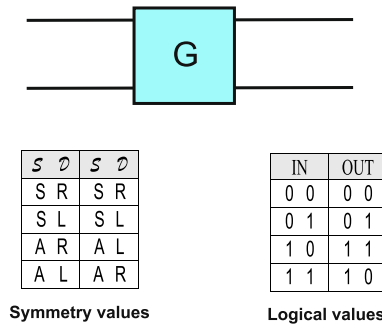 G
S D S D
S R S R
S L S L
A R A L
A L A R
Symmetry values
IN OUT
0 0 0 0
0 1 0 1
1 0 1 1
1 1 1 0
Logical values